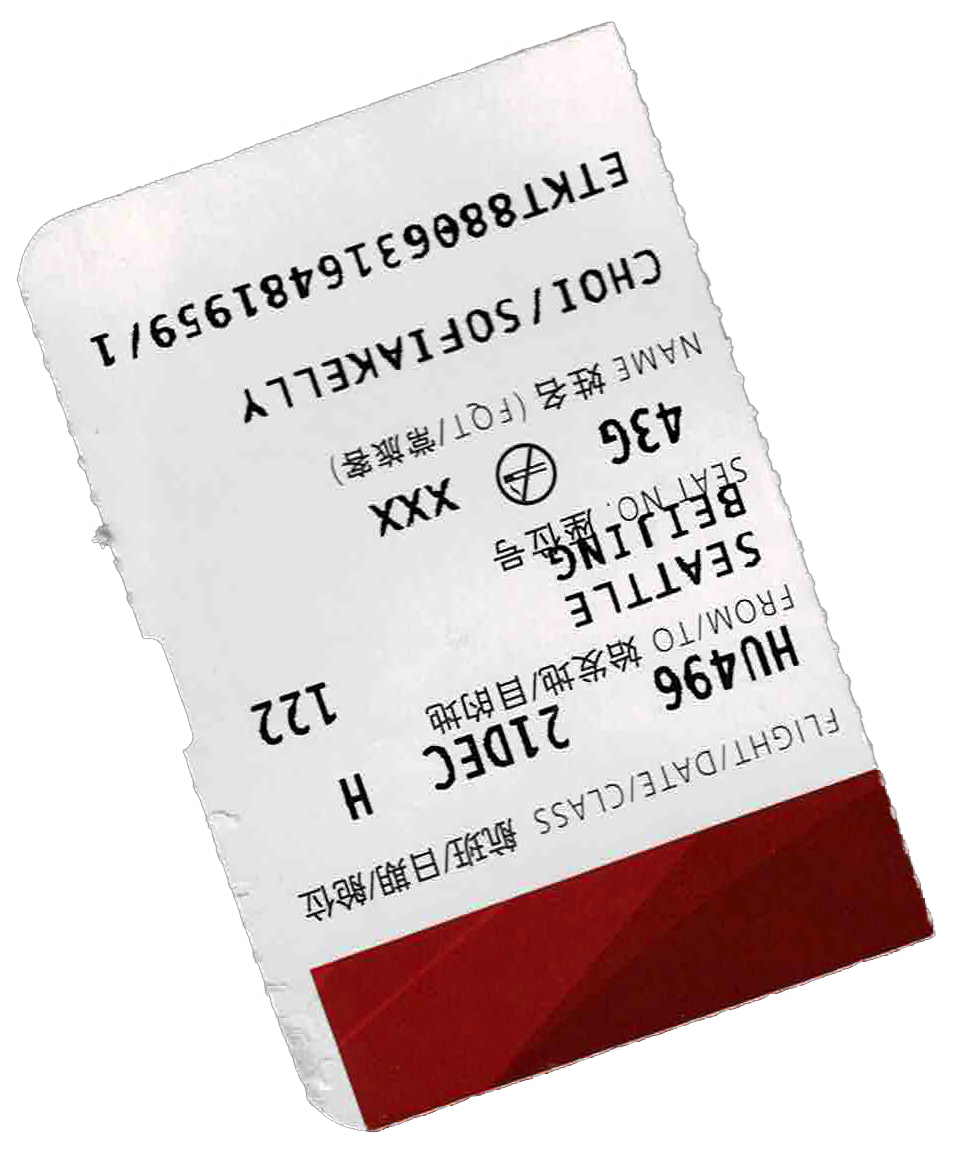 FLIGHT/DATE/CLASS 航班/日期/舱位
HU496 21DEC H 122
FROM/TO 始发地/目的地
SEATTLE
BEIJING
SEAT NO. 座位号
43G XXX
NAME 姓名 (FQT/常旅客)
CHOI/SOFIAKELLY
ETKT8806316481959/1